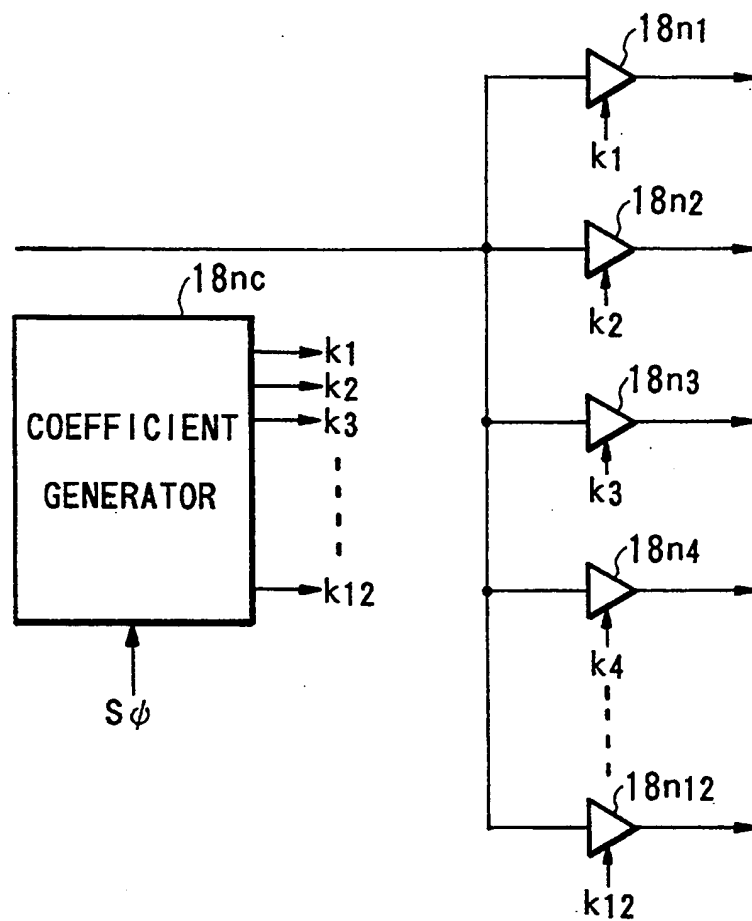 18n1
k1
18n2
k2
18nc
k1
k2
k3
COEFFICIENT
GENERATOR
k12
Sφ
18n3
k3
18n4
k4
18n12
k12